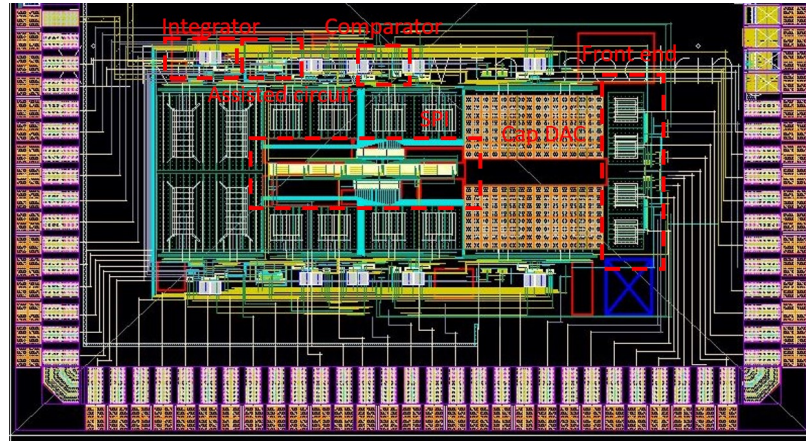 Integrator
Comparator
Front end
Assisted circuit
SPI
Cap DAC